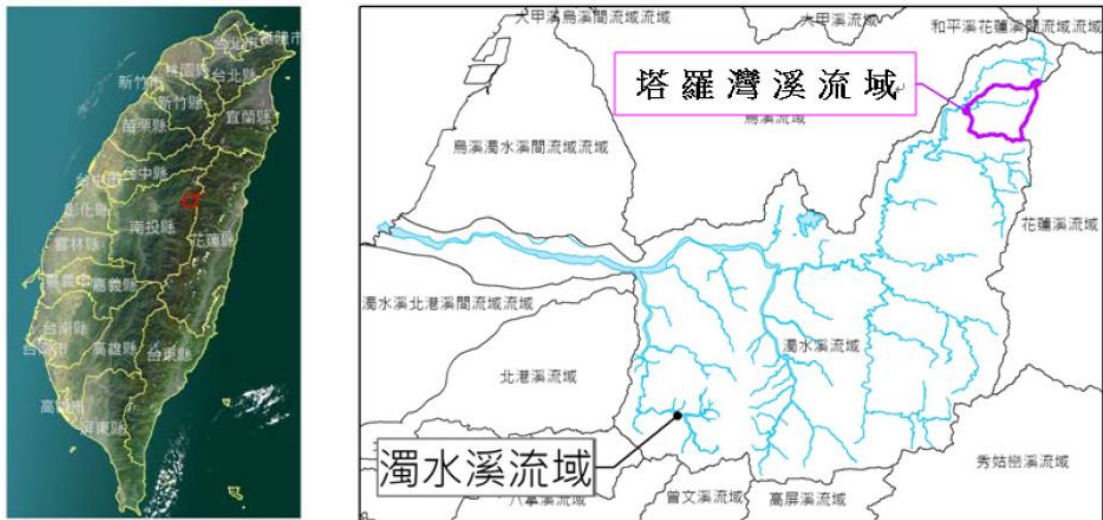 台北市
基隆市
桃園縣
台北縣
新竹市
新竹縣
宜蘭縣
苗栗縣
台中市
台中縣
彰化縣
南投縣
花蓮縣
雲林縣
嘉義市
嘉義縣
台南縣
台南市
高雄縣
台東縣
高雄市
屏東縣
大甲溪烏溪間流域流域
大甲溪流域
和平溪花蓮溪間流域流域
塔羅灣溪流域
烏溪流域
烏溪濁水溪間流域流域
花蓮溪流域
濁水溪北港溪間流域流域
濁水溪流域
北港溪流域
秀姑巒溪流域
濁水溪流域
八掌溪流域
曾文溪流域
高屏溪流域